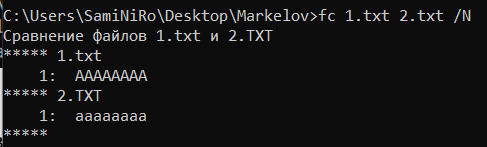 C:\Users\SamiNiRo\Desktop\Markelov>fc 1.txt 2.txt /N
Сравнение файлов 1.txt и 2.TXT
***** 1.txt
    1:  AAAAAAAA
***** 2.TXT
    1:  aaaaaaaa
*****